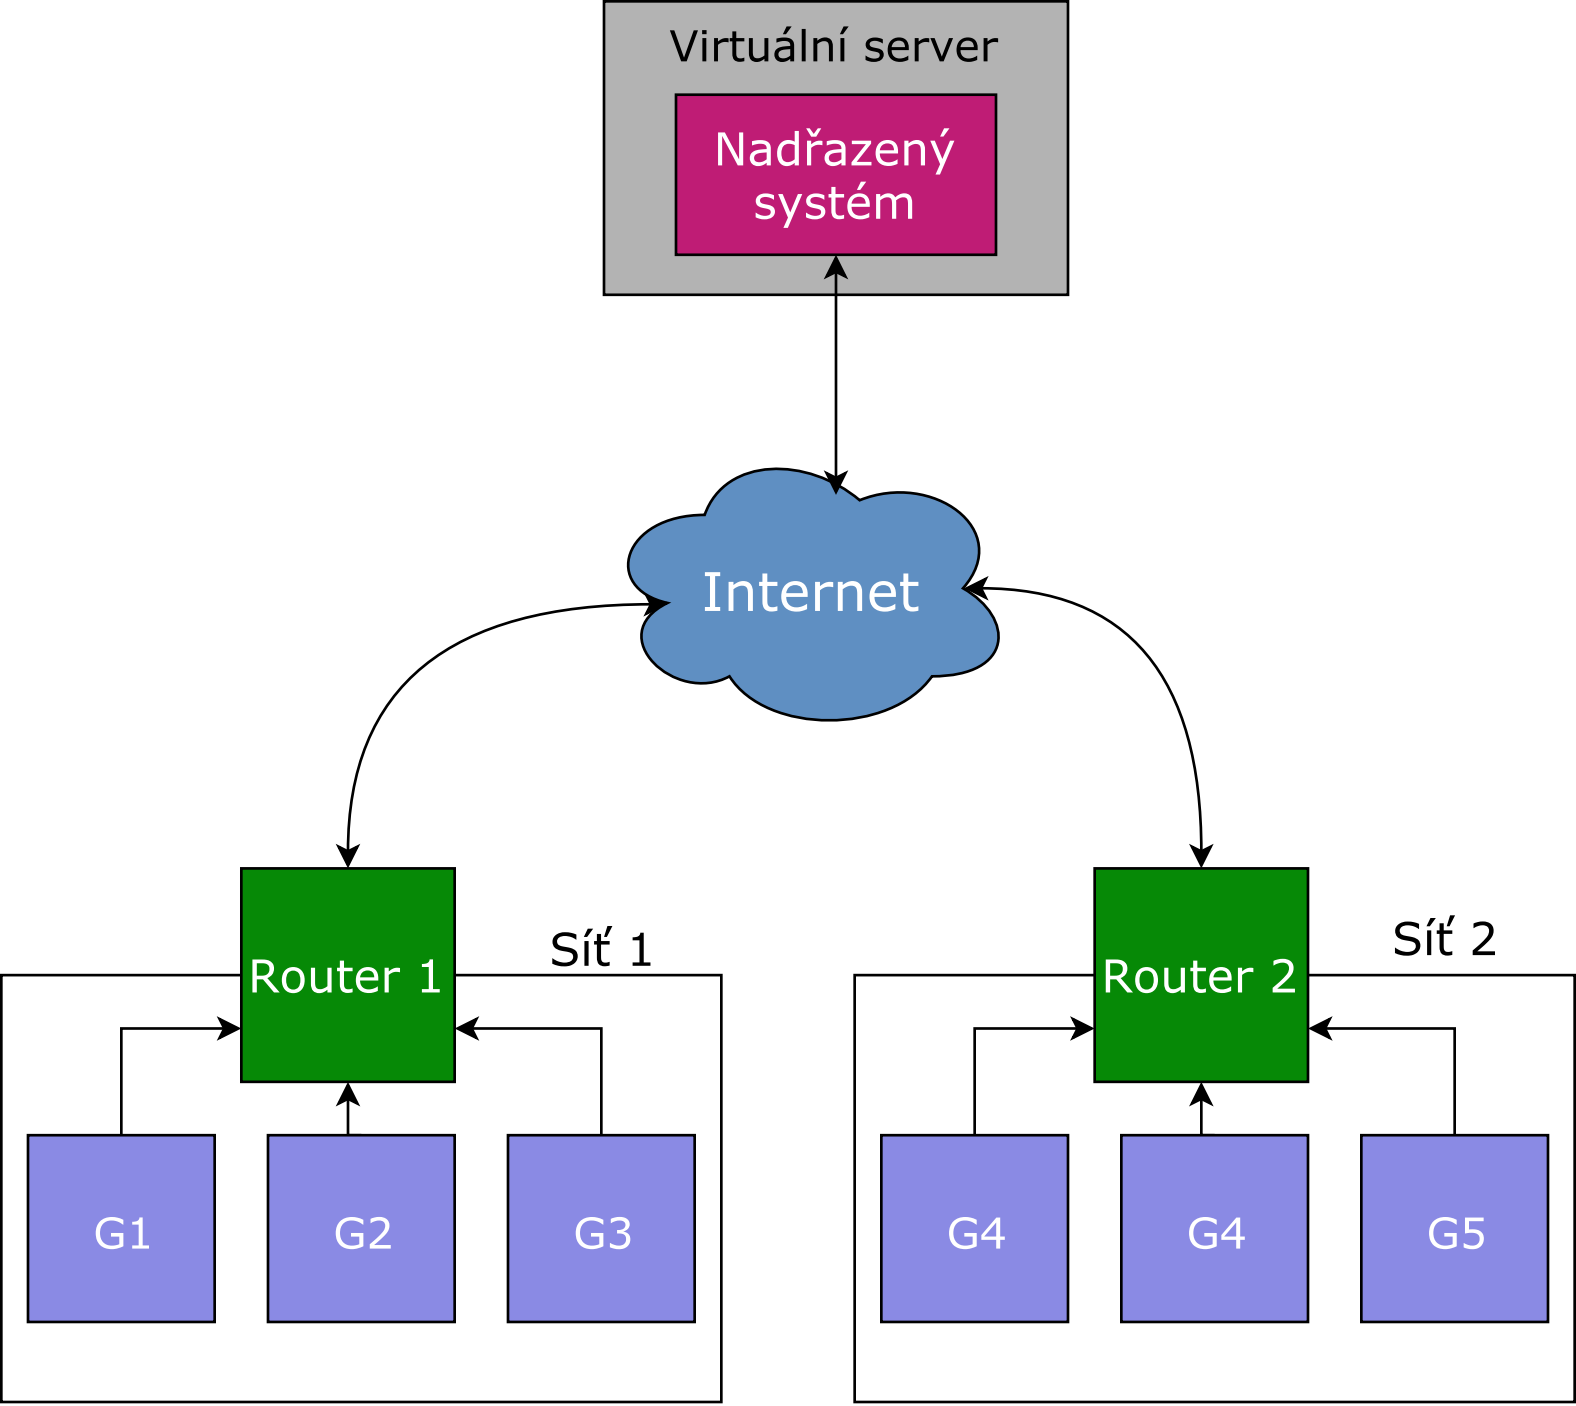 Virtuální server
Nadřazený
systém
Internet
Síť 1
Síť 2
Router 1
Router 2
G1
G2
G3
G4
G4
G5